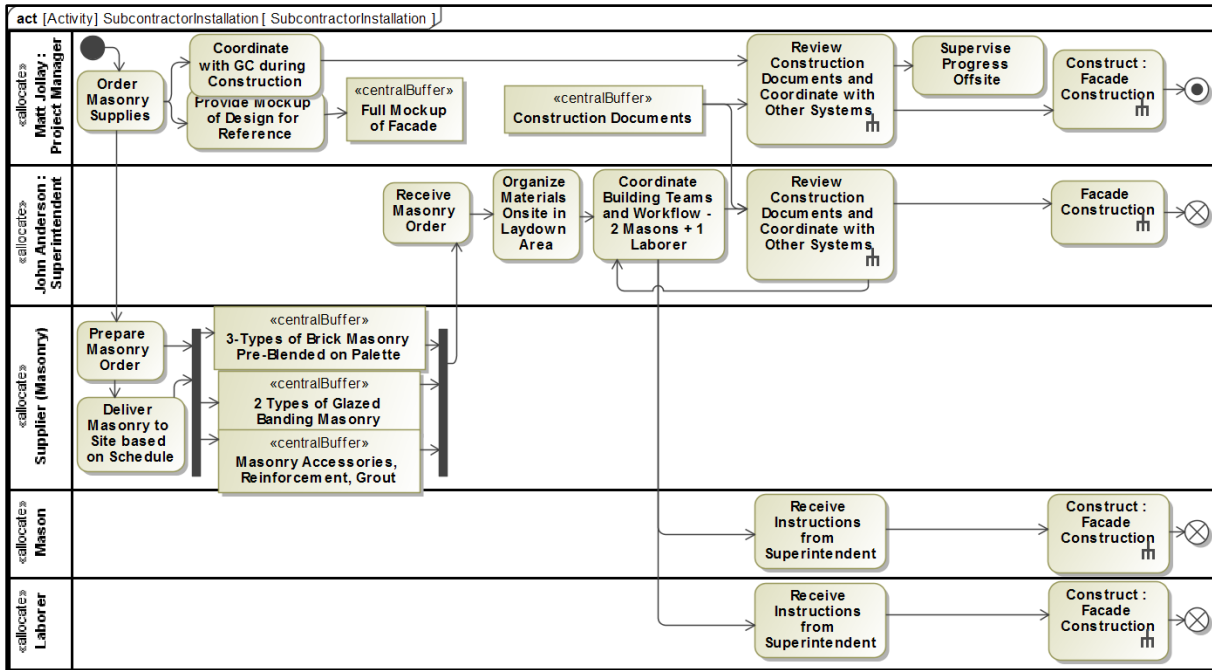 act [Activity] SubcontractorInstallation [ SubcontractorInstallation ]
«allocate»
Matt Jollay :
Project Manager
Order
Masonry
Supplies
Coordinate
with GC during
Construction
Provide Mockup
of Design for
Reference
«centralBuffer»
Full Mockup
of Facade
«centralBuffer»
Construction Documents
Review
Construction
Documents and
Coordinate with
Other Systems
Supervise
Progress
Offsite
Construct :
Facade
Construction
«allocate»
John Anderson :
Superintendent
Receive
Masonry
Order
Organize
Materials
Onsite in
Laydown
Area
Coordinate
Building Teams
and Workflow -
2 Masons + 1
Laborer
Review
Construction
Documents and
Coordinate with
Other Systems
Facade
Construction
«allocate»
Supplier (Masonry)
Prepare
Masonry
Order
Deliver
Masonry to
Site based
on Schedule
«centralBuffer»
3-Types of Brick Masonry
Pre-Blended on Palette
«centralBuffer»
2 Types of Glazed
Banding Masonry
«centralBuffer»
Masonry Accessories,
Reinforcement, Grout
«allocate»
Mason
Receive
Instructions
from
Superintendent
Construct :
Facade
Construction
«allocate»
Laborer
Receive
Instructions
from
Superintendent
Construct :
Facade
Construction